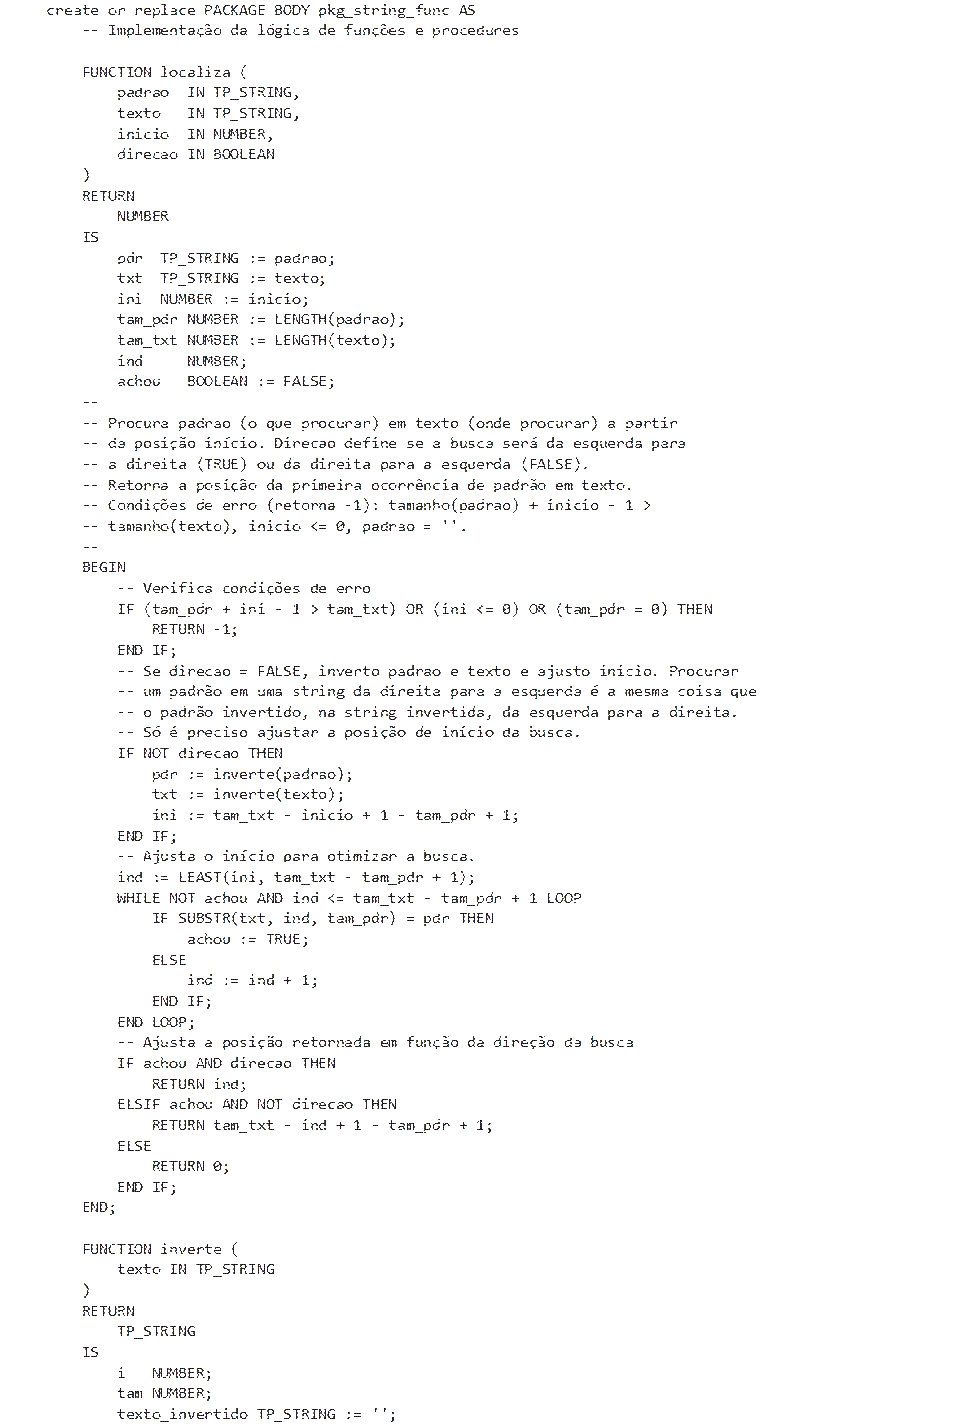 create or replace PACKAGE BODY pkg_string_func AS
    -- Implementação da lógica de funções e procedures

    FUNCTION localiza (
        padrao  IN TP_STRING,
        texto   IN TP_STRING,
        inicio  IN NUMBER,
        direcao IN BOOLEAN
    )
    RETURN
        NUMBER
    IS
        pdr  TP_STRING := padrao;
        txt  TP_STRING := texto;
        ini  NUMBER := inicio;
        tam_pdr NUMBER := LENGTH(padrao);
        tam_txt NUMBER := LENGTH(texto);
        ind     NUMBER;
        achou   BOOLEAN := FALSE;
    --
    -- Procura padrao (o que procurar) em texto (onde procurar) a partir
    -- da posição início. Direcao define se a busca será da esquerda para
    -- a direita (TRUE) ou da direita para a esquerda (FALSE).
    -- Retorna a posição da primeira ocorrência de padrão em texto.
    -- Condições de erro (retorna -1): tamanho(padrao) + inicio - 1 >
    -- tamanho(texto), inicio <= 0, padrao = ''.
    --
    BEGIN
        -- Verifica condições de erro
        IF (tam_pdr + ini - 1 > tam_txt) OR (ini <= 0) OR (tam_pdr = 0) THEN
            RETURN -1;
        END IF;
        -- Se direcao = FALSE, inverto padrao e texto e ajusto inicio. Procurar
        -- um padrão em uma string da direita para a esquerda é a mesma coisa que
        -- o padrão invertido, na string invertida, da esquerda para a direita.
        -- Só é preciso ajustar a posição de início da busca.
        IF NOT direcao THEN
            pdr := inverte(padrao);
            txt := inverte(texto);
            ini := tam_txt - inicio + 1 - tam_pdr + 1;
        END IF;
        -- Ajusta o início para otimizar a busca.
        ind := LEAST(ini, tam_txt - tam_pdr + 1);
        WHILE NOT achou AND ind <= tam_txt - tam_pdr + 1 LOOP
            IF SUBSTR(txt, ind, tam_pdr) = pdr THEN
                achou := TRUE;
            ELSE
                ind := ind + 1;
            END IF;
        END LOOP;
        -- Ajusta a posição retornada em função da direção da busca
        IF achou AND direcao THEN
            RETURN ind;
        ELSIF achou AND NOT direcao THEN
            RETURN tam_txt - ind + 1 - tam_pdr + 1;
        ELSE
            RETURN 0;
        END IF;
    END;

    FUNCTION inverte (
        texto IN TP_STRING
    )
    RETURN
        TP_STRING
    IS
        i   NUMBER;
        tam NUMBER;
        texto_invertido TP_STRING := '';